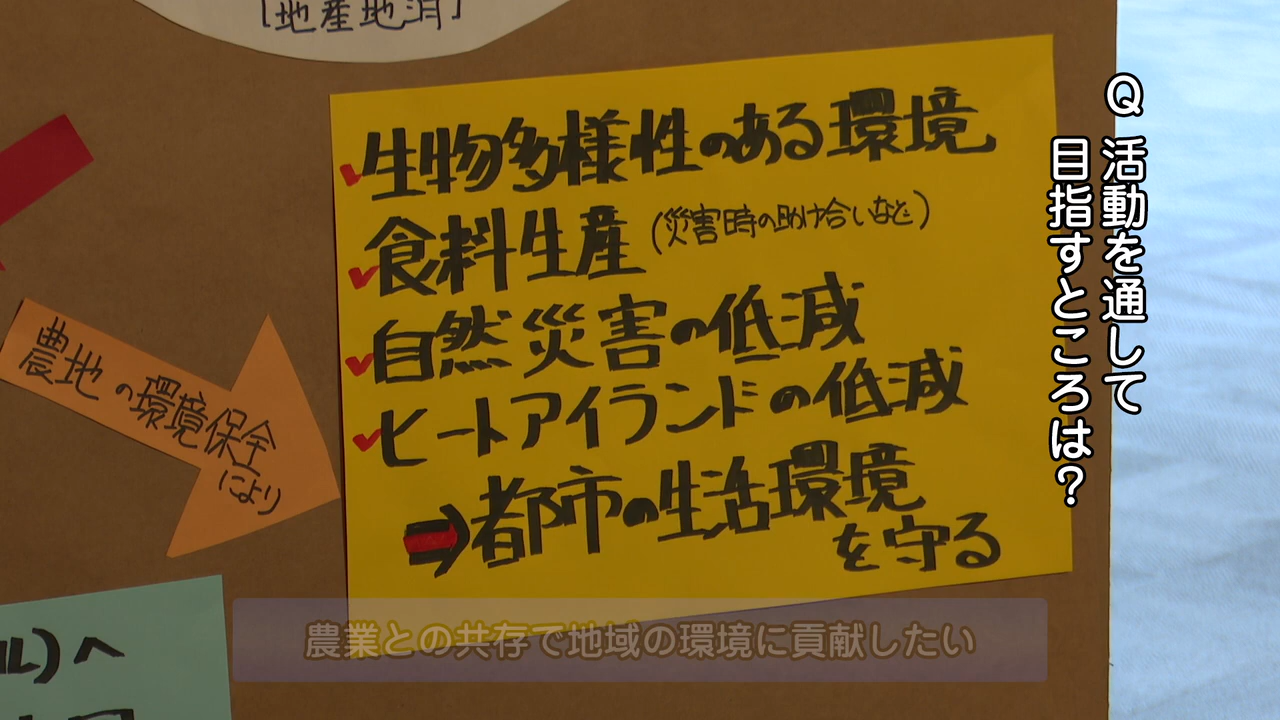 [地産地消]
生物多様性のある環境
食料生産(災害時の助け合いなど)
自然災害の低減
ヒートアイランドの低減
都市の生活環境
を守る
農地の環境保全
により
ル)へ
Q 活動を通して
目指すところは?
農業との共存で地域の環境に貢献したい